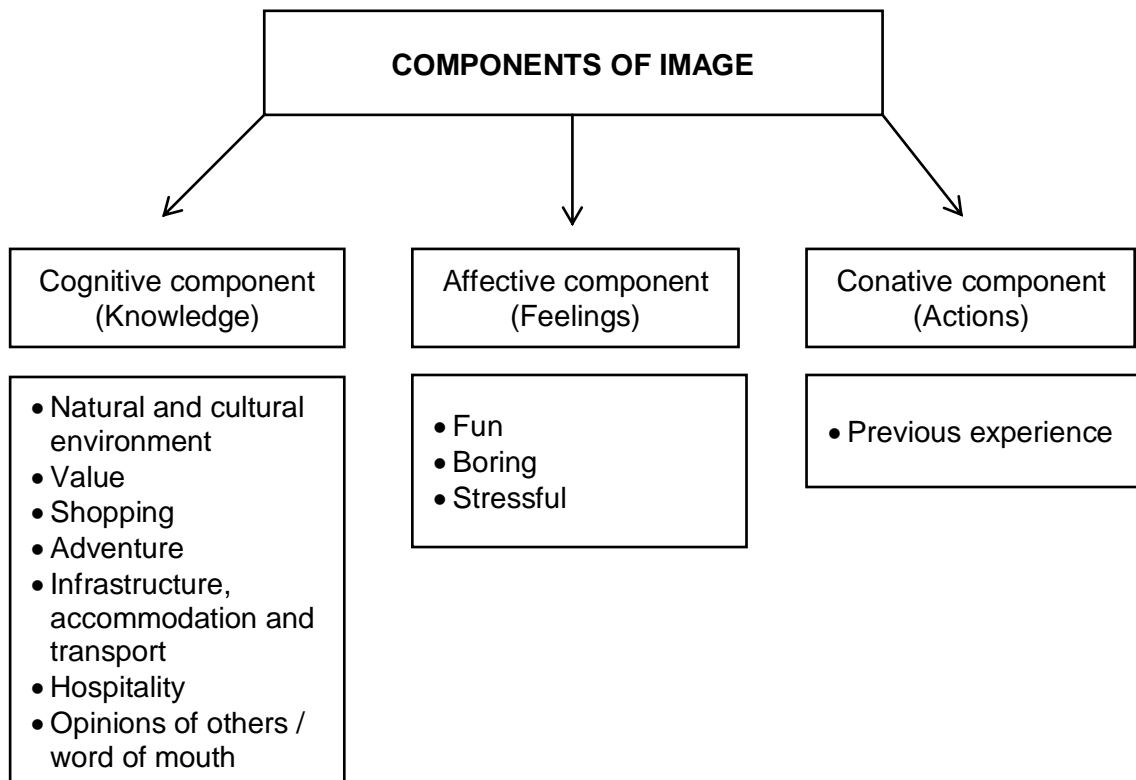 COMPONENTS OF IMAGE
Cognitive component
(Knowledge)
Affective component
(Feelings)
Conative component
(Actions)
• Natural and cultural
environment
• Value
• Shopping
• Adventure
• Infrastructure,
accommodation and
transport
• Hospitality
• Opinions of others /
word of mouth
• Fun
• Boring
• Stressful
• Previous experience